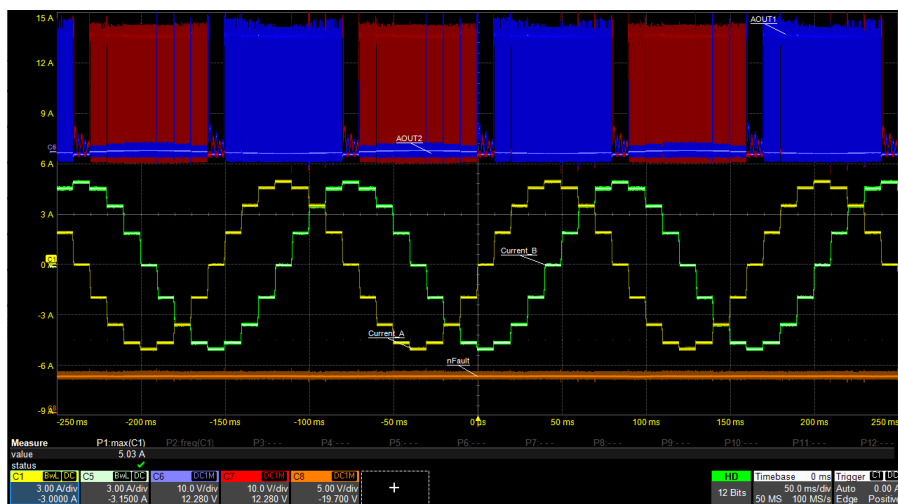 15 A
AOUT1
12 A
9 A
C6
AOUT2
6 A
3 A
Current_B
C1
0 A
-3 A
Current_A
-6 A
nFault
-9 A
-250 ms -200 ms -150 ms -100 ms -50 ms 0 ms 50 ms 100 ms 150 ms 200 ms 250 ms
Measure P1:max(C1) P2:freq(C1) P3:--- P4:--- P5:--- P6:--- P7:--- P8:--- P9:--- P10:--- P11:--- P12:---
value 5.03 A
status
C1 BwL DC C5 BwL DC C6 DC1M C7 DC1M C8 DC1M HD Timebase 0 ms Trigger C1 DC
3.00 A/div 3.00 A/div 10.0 V/div 10.0 V/div 5.00 V/div 12 Bits 50.0 ms/div Auto 0.00 A
-3.0000 A -3.1500 A 12.280 V 12.280 V -19.700 V 50 MS 100 MS/s Edge Positive